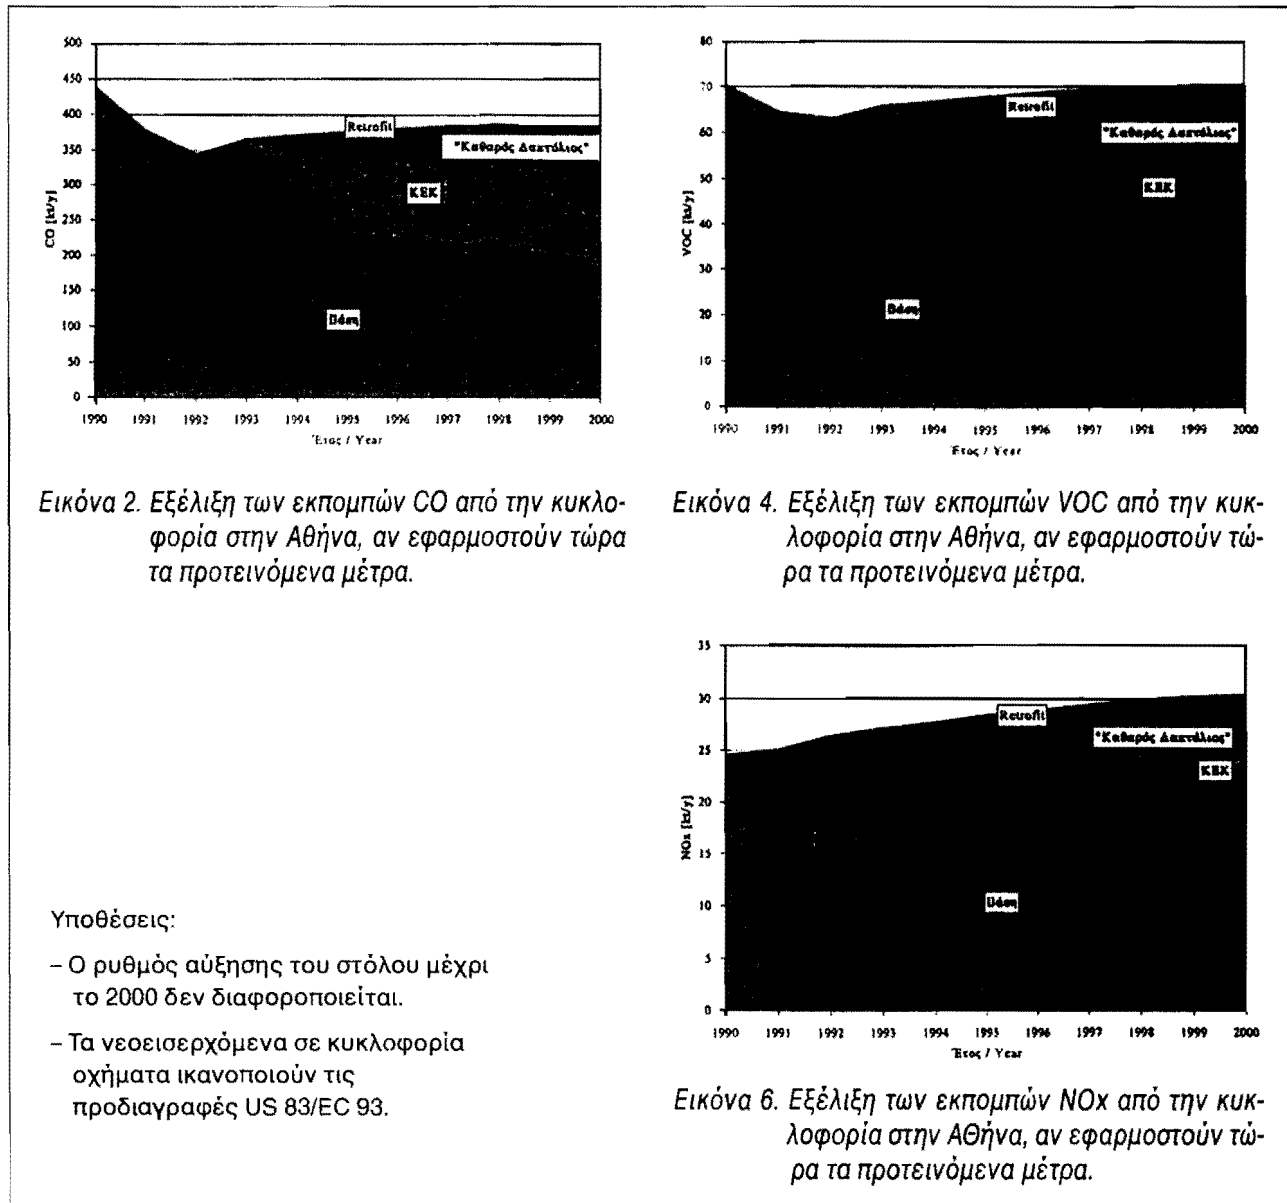 500
450
400
350
300
250
200
150
100
50
0
CO [kt/y]
Retrofit
"Καθαρός Δακτύλιος"
ΚΕΚ
Βάση
1990 1991 1992 1993 1994 1995 1996 1997 1998 1999 2000
Έτος / Year
Εικόνα 2. Εξέλιξη των εκπομπών CO από την κυκλο-
φορία στην Αθήνα, αν εφαρμοστούν τώρα
τα προτεινόμενα μέτρα.
80
70
60
50
40
30
20
10
0
VOC [kt/y]
Retrofit
"Καθαρός Δακτύλιος"
ΚΕΚ
Βάση
1990 1991 1992 1993 1994 1995 1996 1997 1998 1999 2000
Έτος / Year
Εικόνα 4. Εξέλιξη των εκπομπών VOC από την κυκ-
λοφορία στην Αθήνα, αν εφαρμοστούν τώ-
ρα τα προτεινόμενα μέτρα.
35
30
25
20
15
10
5
0
NOx [kt/y]
Retrofit
"Καθαρός Δακτύλιος"
ΚΕΚ
Βάση
1990 1991 1992 1993 1994 1995 1996 1997 1998 1999 2000
Έτος / Year
Εικόνα 6. Εξέλιξη των εκπομπών NOx από την κυκ-
λοφορία στην ΑΘήνα, αν εφαρμοστούν τώ-
ρα τα προτεινόμενα μέτρα.
Υποθέσεις:
– Ο ρυθμός αύξησης του στόλου μέχρι
το 2000 δεν διαφοροποιείται.
– Τα νεοεισερχόμενα σε κυκλοφορία
οχήματα ικανοποιούν τις
προδιαγραφές US 83/EC 93.